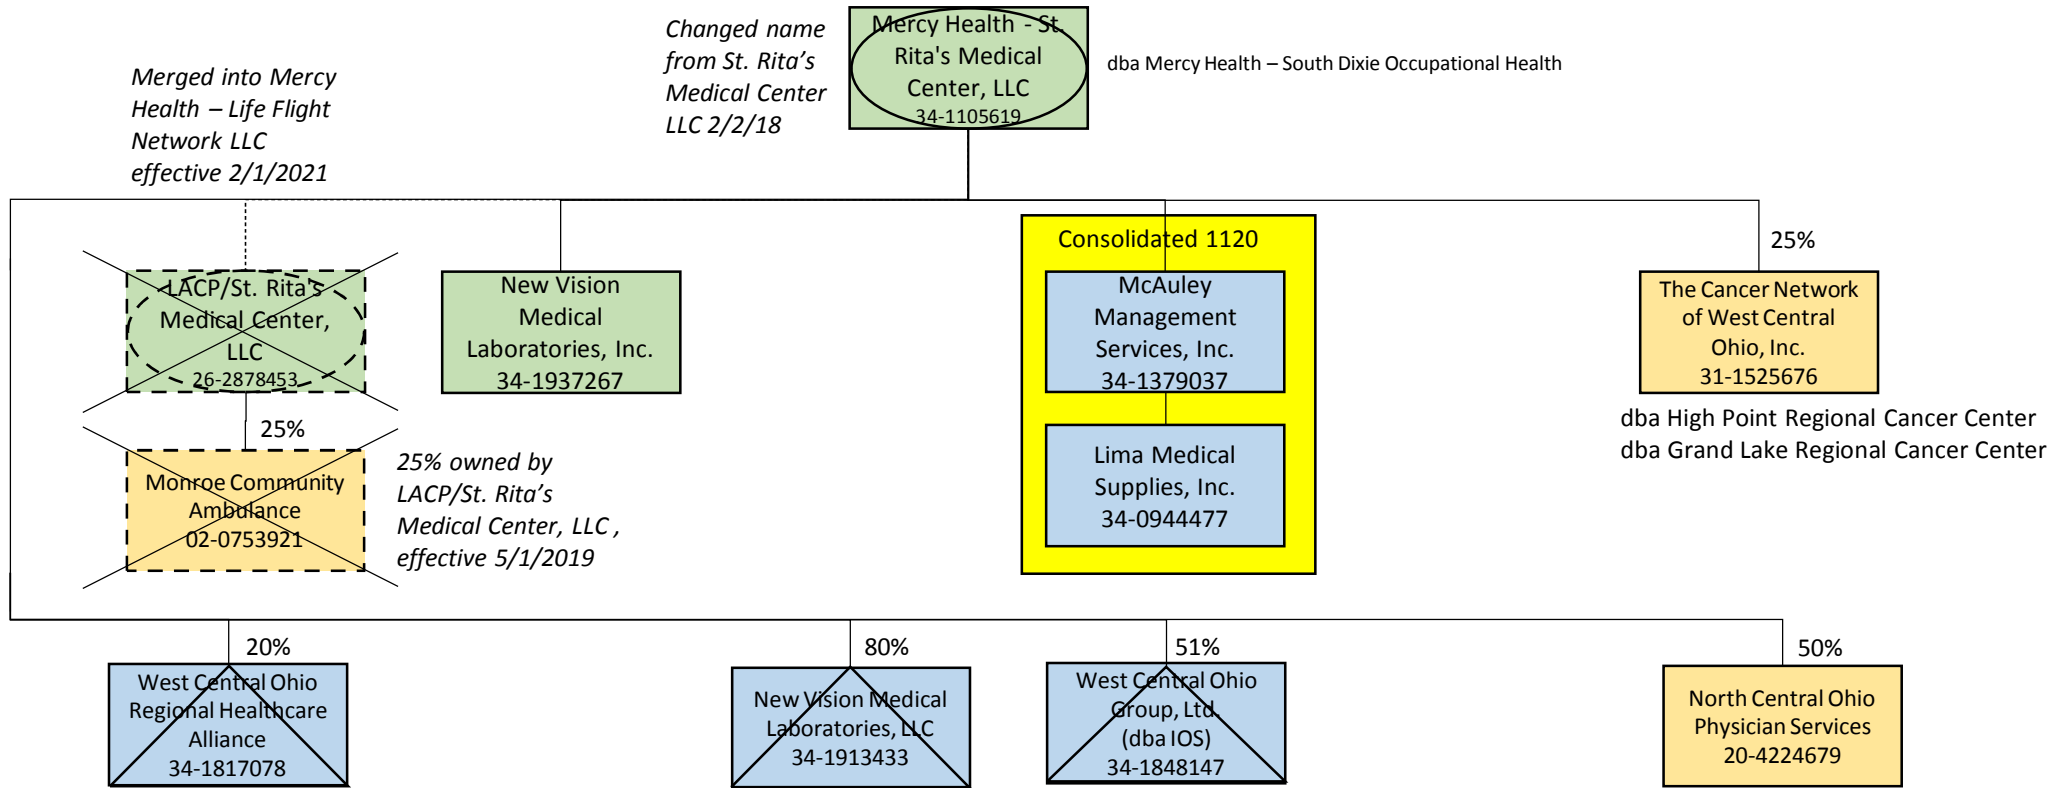 Changed name
from St. Rita’s
Medical Center
LLC 2/2/18
Mercy Health - St.
Rita's Medical
Center, LLC
34-1105619
dba Mercy Health – South Dixie Occupational Health
Merged into Mercy
Health – Life Flight
Network LLC
effective 2/1/2021
LACP/St. Rita's
Medical Center,
LLC
26-2878453
New Vision
Medical
Laboratories, Inc.
34-1937267
Consolidated 1120
McAuley
Management
Services, Inc.
34-1379037
25%
The Cancer Network
of West Central
Ohio, Inc.
31-1525676
dba High Point Regional Cancer Center
dba Grand Lake Regional Cancer Center
25%
Monroe Community
Ambulance
02-0753921
25% owned by
LACP/St. Rita’s
Medical Center, LLC ,
effective 5/1/2019
Lima Medical
Supplies, Inc.
34-0944477
20%
West Central Ohio
Regional Healthcare
Alliance
34-1817078
80%
New Vision Medical
Laboratories, LLC
34-1913433
51%
West Central Ohio
Group, Ltd.
(dba IOS)
34-1848147
50%
North Central Ohio
Physician Services
20-4224679